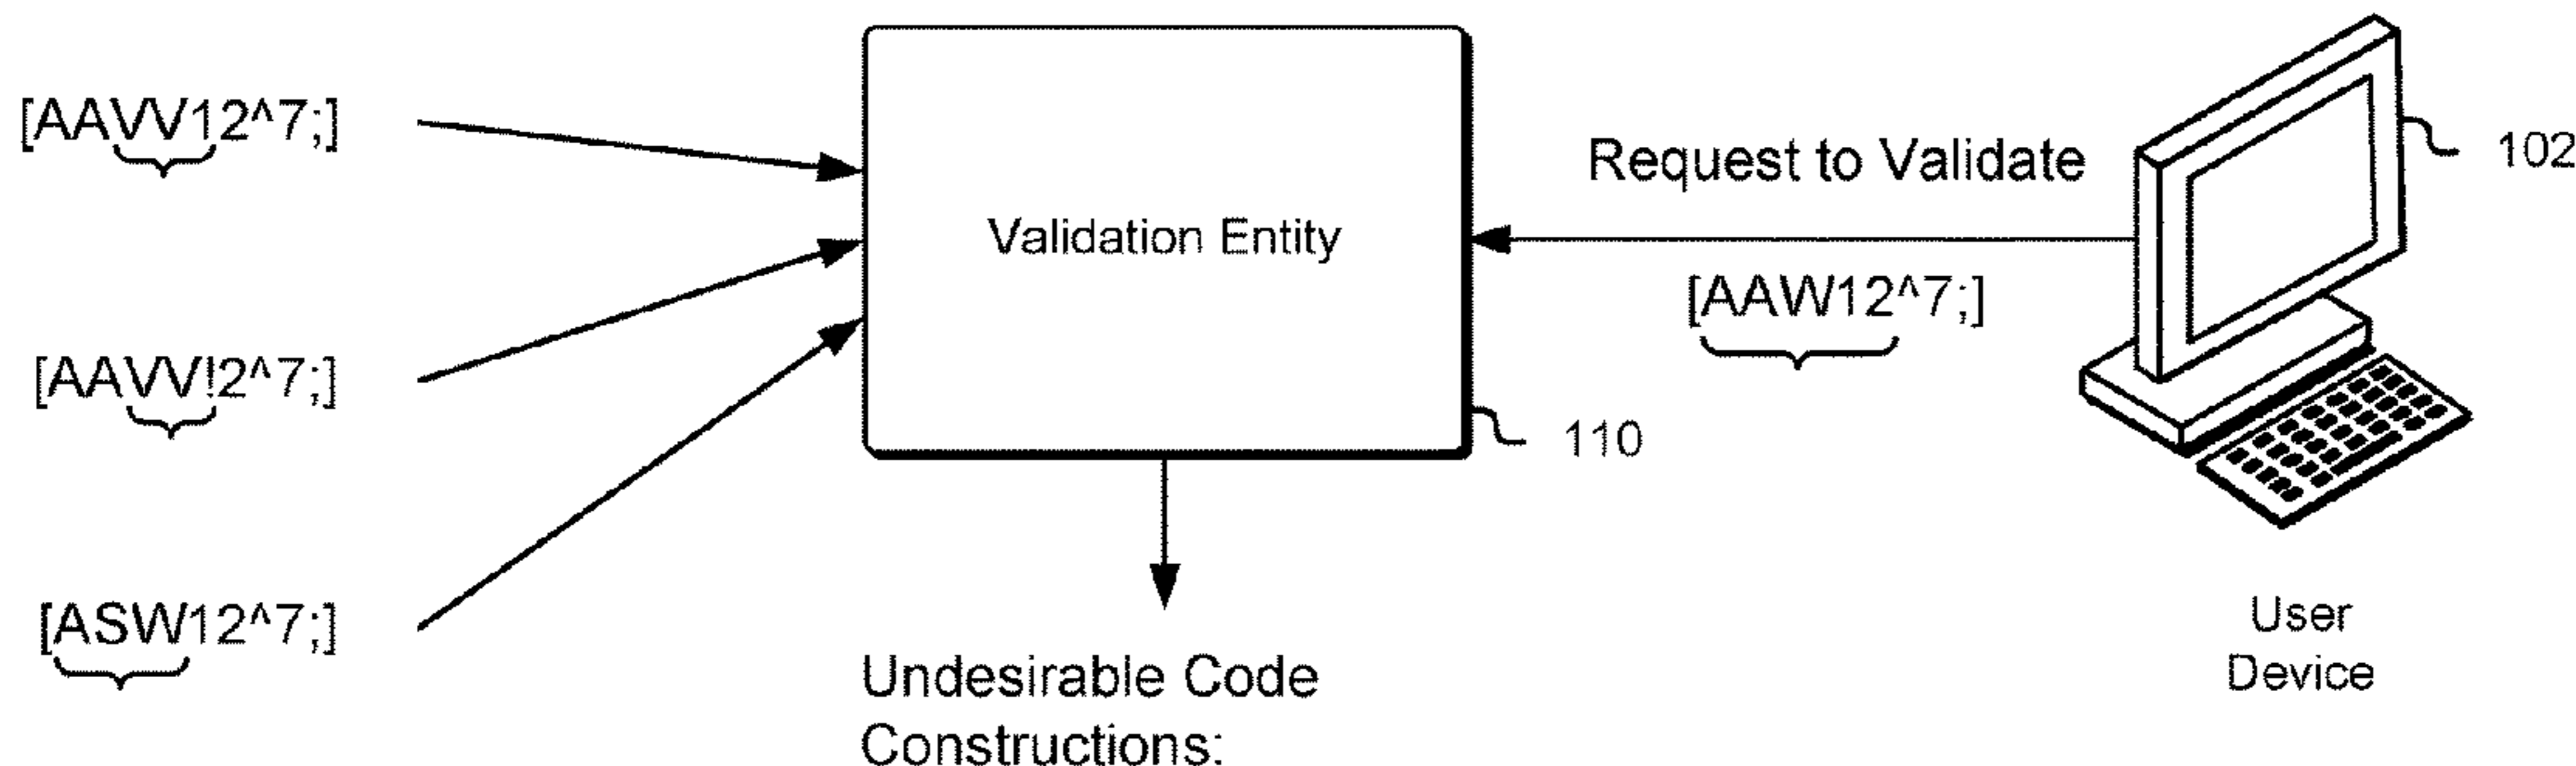 [AAVV12^7;]
[AAVV!2^7;]
[ASW12^7;]
Validation Entity
110
Undesirable Code
Constructions:
Request to Validate
[AAW12^7;]
102
User
Device